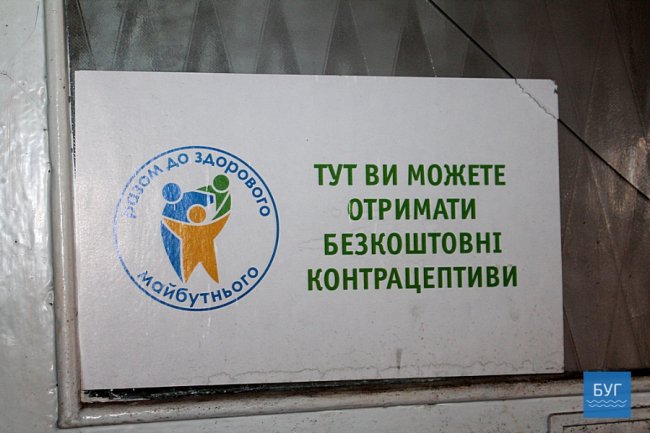 разом до здорового
майбутнього
ТУТ ВИ МОЖЕТЕ
ОТРИМАТИ
БЕЗКОШТОВНІ
КОНТРАЦЕПТИВИ
БУГ